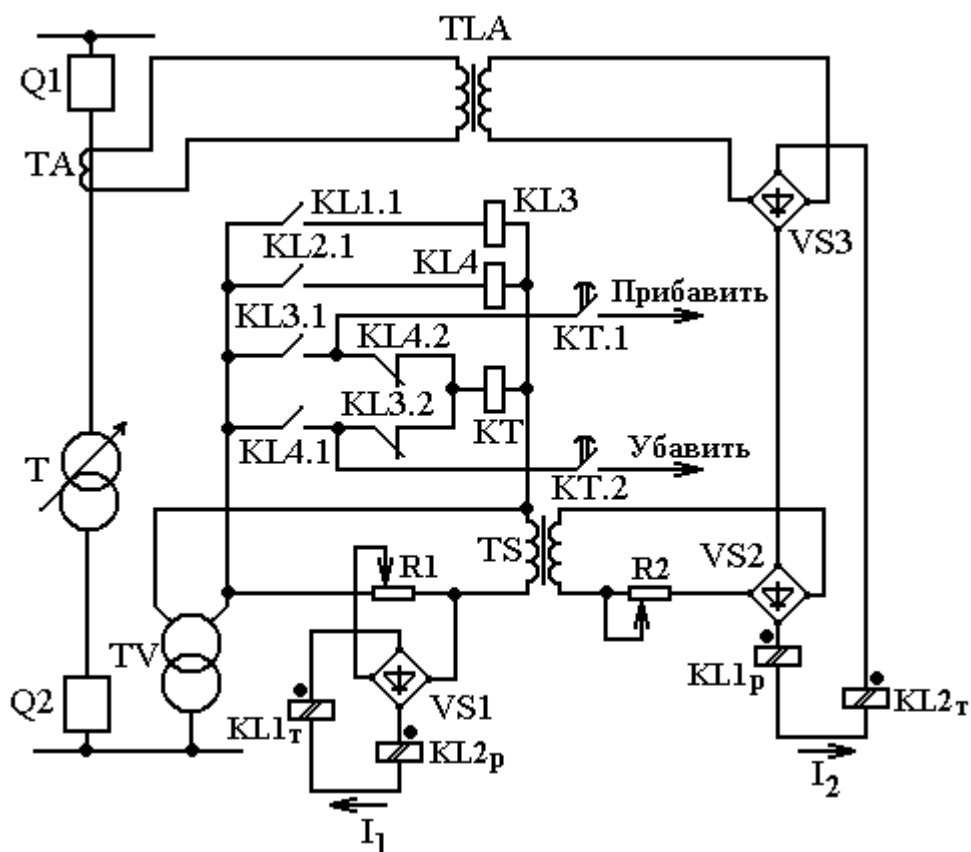 TLA
Q1
TA
KL1.1
KL3
KL2.1
KL4
VS3
Прибавить
KL3.1
KL4.2
KT.1
KL3.2
KT
KL4.1
Убавить
T
KT.2
TS
VS2
R1
R2
TV
Q2
KL1т
VS1
KL2р
KL1р
KL2т
I1
I2